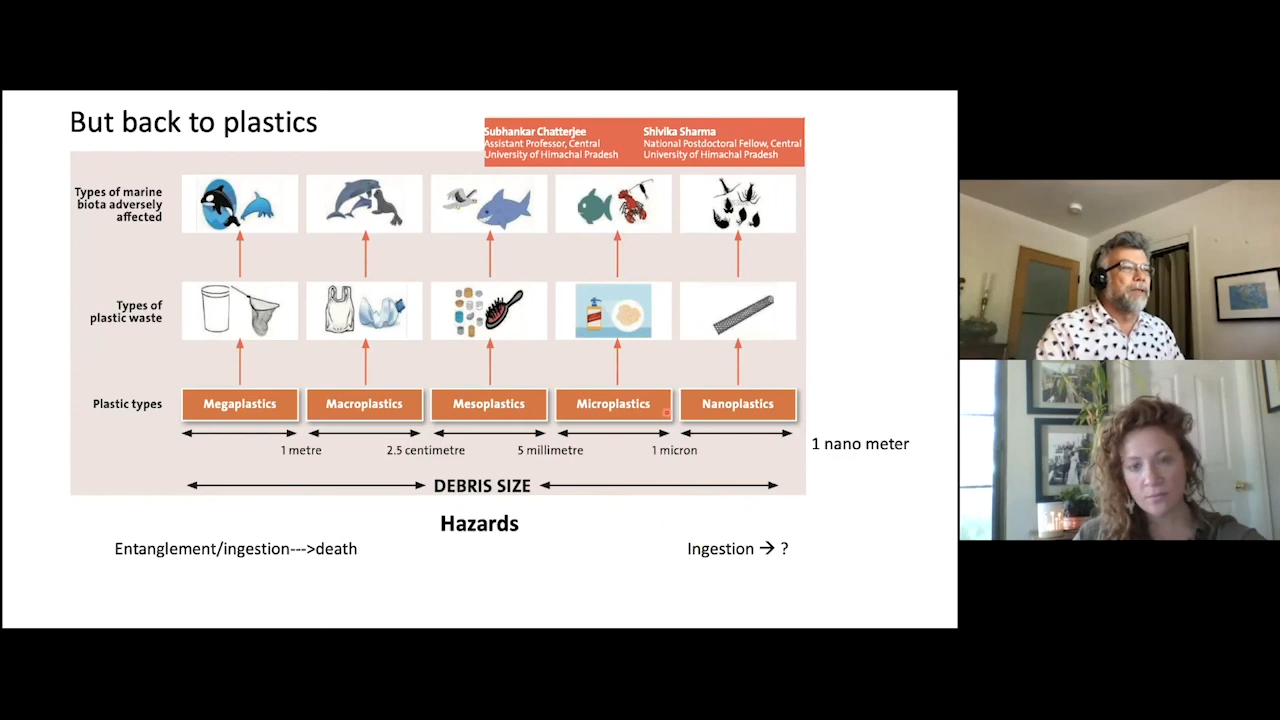 But back to plastics
Subhankar Chatterjee
Assistant Professor, Central
University of Himachal Pradesh
Shivika Sharma
National Postdoctoral Fellow, Central
University of Himachal Pradesh
Types of marine
biota adversely
affected
Types of
plastic waste
Plastic types
Megaplastics
Macroplastics
Mesoplastics
Microplastics
Nanoplastics
1 metre
2.5 centimetre
5 millimetre
1 micron
1 nano meter
DEBRIS SIZE
Hazards
Entanglement/ingestion--->death
Ingestion → ?